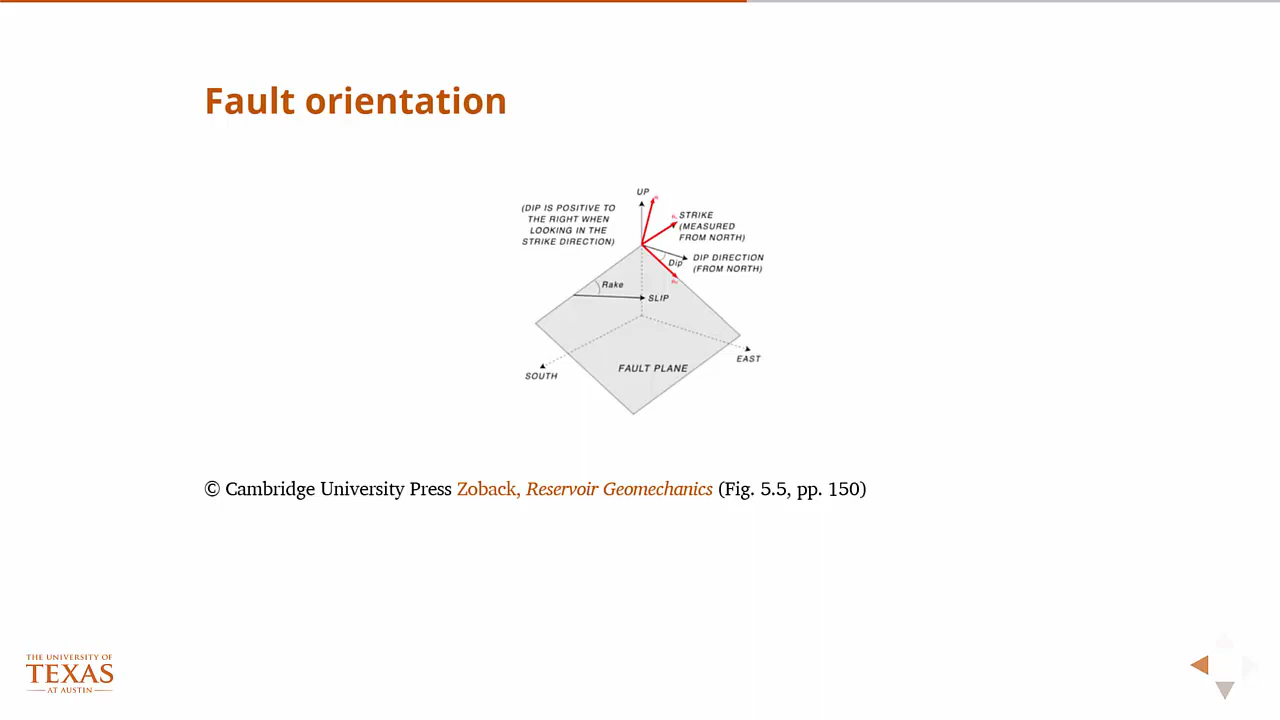 Fault orientation
UP
(DIP IS POSITIVE TO
THE RIGHT WHEN
LOOKING IN THE
STRIKE DIRECTION)
STRIKE
(MEASURED
FROM NORTH)
Dip
DIP DIRECTION
(FROM NORTH)
Rake
SLIP
FAULT PLANE
EAST
SOUTH
© Cambridge University Press Zoback, Reservoir Geomechanics (Fig. 5.5, pp. 150)
THE UNIVERSITY OF
TEXAS
AT AUSTIN